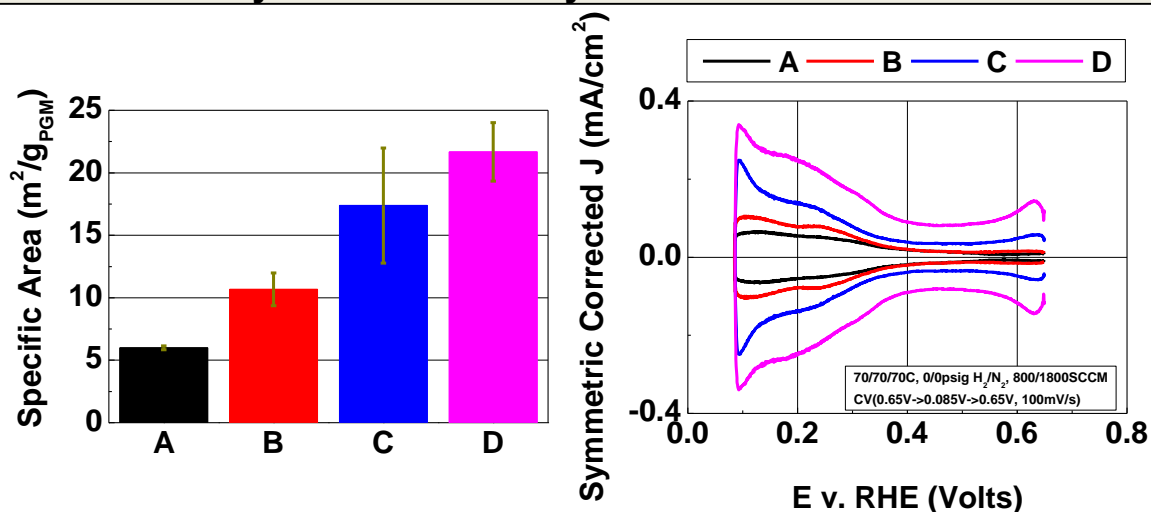 Specific Area (m²/g_PGM)
25
20
15
10
5
0
A B C D
A B C D
Symmetric Corrected J (mA/cm²)
0.4
0.0
-0.4
70/70/70C, 0/0psig H₂/N₂, 800/1800SCCM
CV(0.65V->0.085V->0.65V, 100mV/s)
0.0 0.2 0.4 0.6 0.8
E v. RHE (Volts)